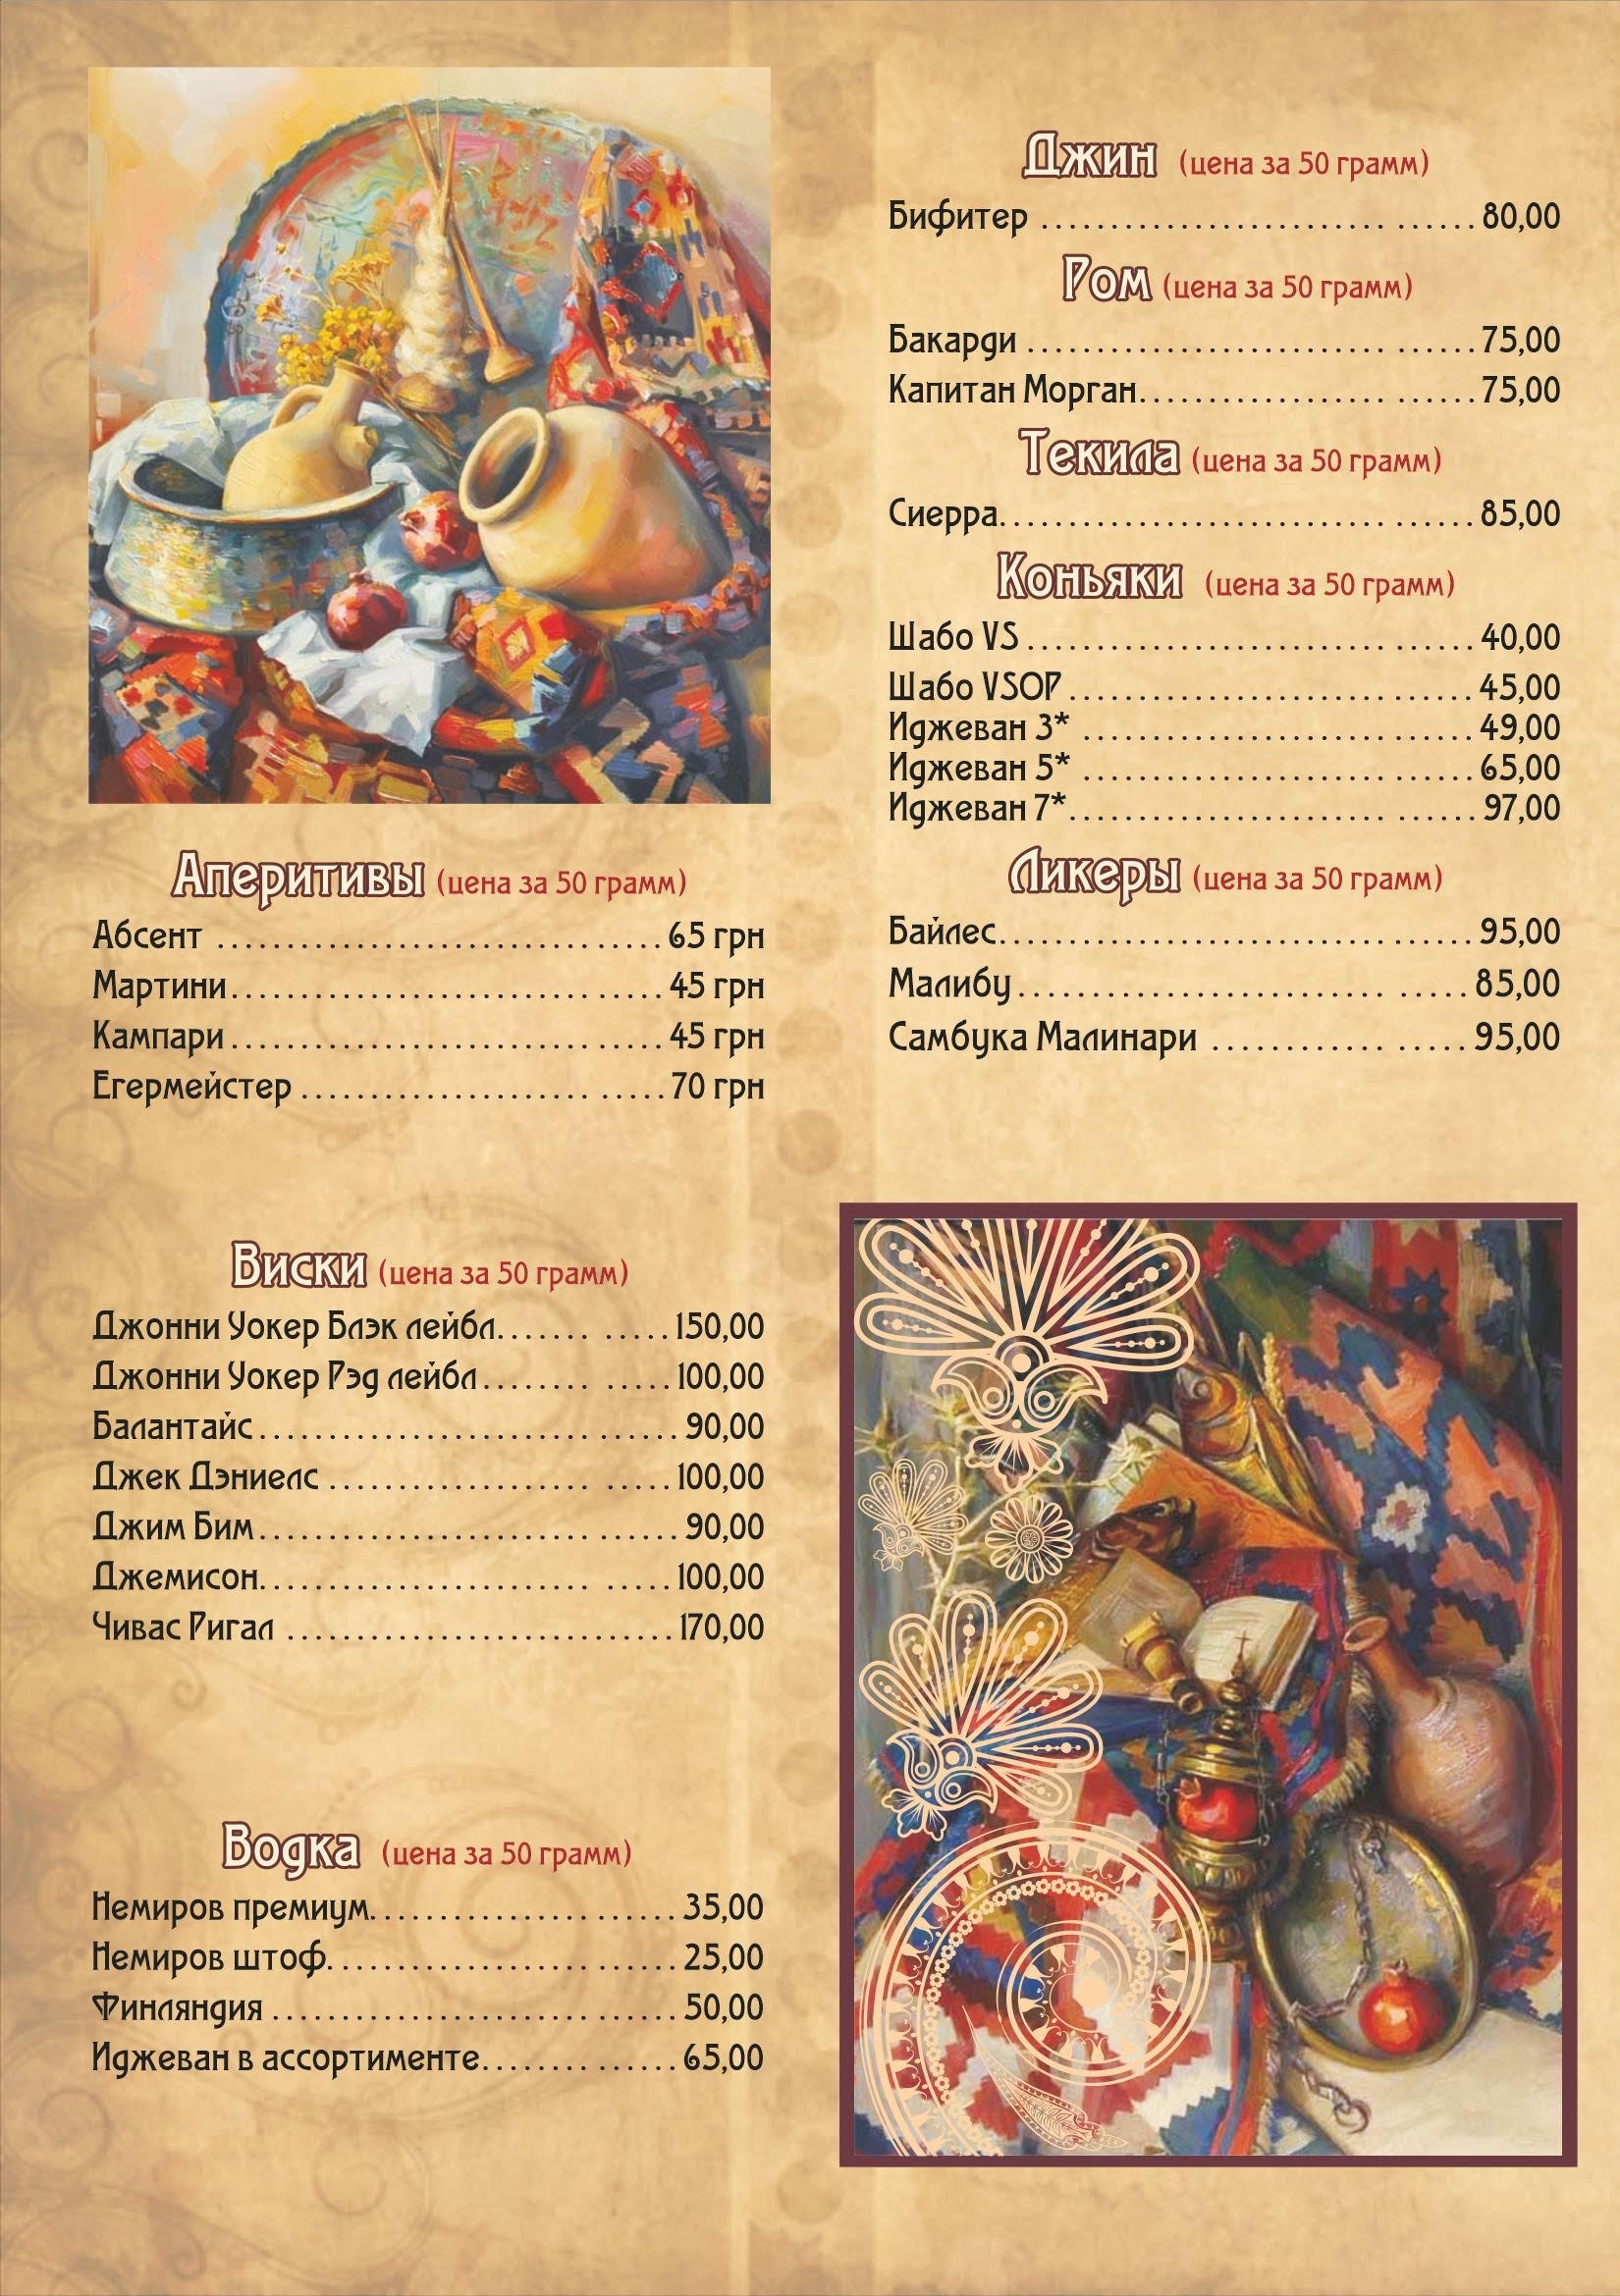 Аперитивы (цена за 50 грамм)
Абсент 65 грн
Мартини 45 грн
Кампари 45 грн
Егермейстер 70 грн
Виски (цена за 50 грамм)
Джонни Уокер Блэк лейбл 150,00
Джонни Уокер Рэд лейбл 100,00
Балантайс 90,00
Джек Дэниелс 100,00
Джим Бим 90,00
Джемисон 100,00
Чивас Ригал 170,00
Водка (цена за 50 грамм)
Немиров премиум 35,00
Немиров штоф 25,00
Финляндия 50,00
Иджеван в ассортименте 65,00
Джин (цена за 50 грамм)
Бифитер 80,00
Ром (цена за 50 грамм)
Бакарди 75,00
Капитан Морган 75,00
Текила (цена за 50 грамм)
Сиерра 85,00
Коньяки (цена за 50 грамм)
Шабо VS 40,00
Шабо VSOP 45,00
Иджеван 3* 49,00
Иджеван 5* 65,00
Иджеван 7* 97,00
Ликеры (цена за 50 грамм)
Байлес 95,00
Малибу 85,00
Самбука Малинари 95,00